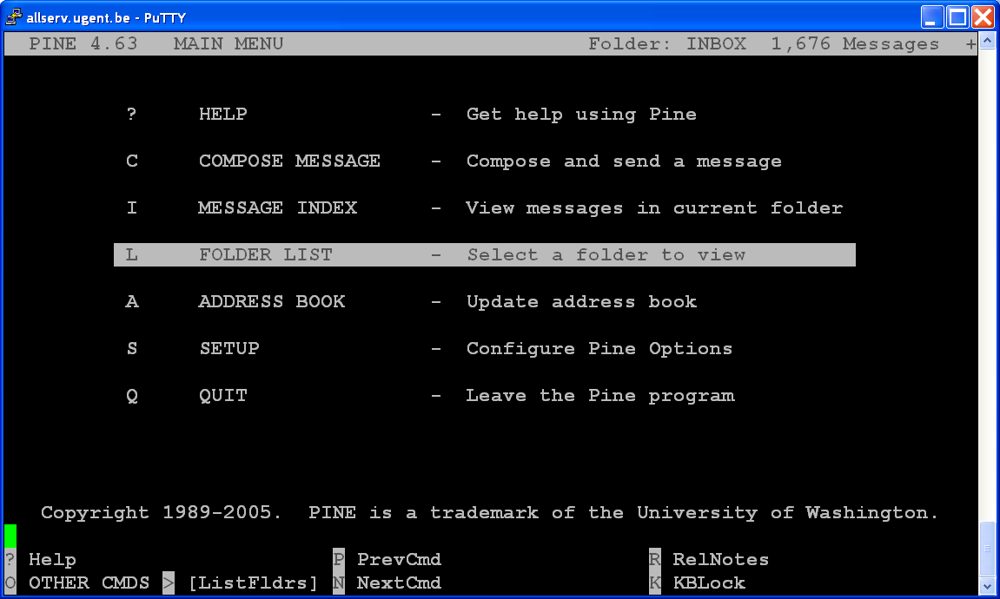 allserv.ugent.be - PuTTY
PINE 4.63   MAIN MENU                         Folder: INBOX  1,676 Messages  +
?     HELP               -  Get help using Pine
C     COMPOSE MESSAGE    -  Compose and send a message
I     MESSAGE INDEX      -  View messages in current folder
L     FOLDER LIST        -  Select a folder to view
A     ADDRESS BOOK       -  Update address book
S     SETUP              -  Configure Pine Options
Q     QUIT               -  Leave the Pine program
Copyright 1989-2005.  PINE is a trademark of the University of Washington.
? Help                     P PrevCmd                 R RelNotes
O OTHER CMDS > [ListFldrs] N NextCmd                 K KBLock